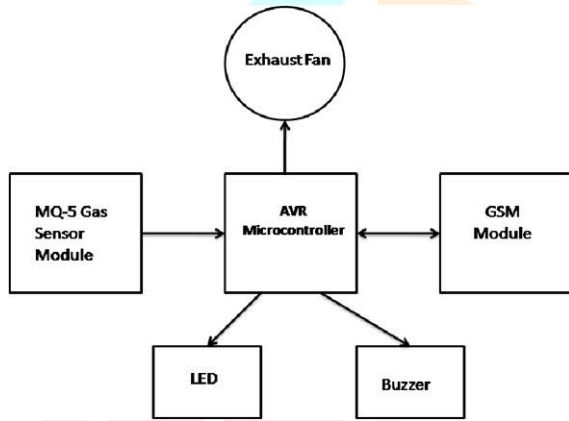 Exhaust Fan
MQ-5 Gas
Sensor
Module
AVR
Microcontroller
GSM
Module
LED
Buzzer